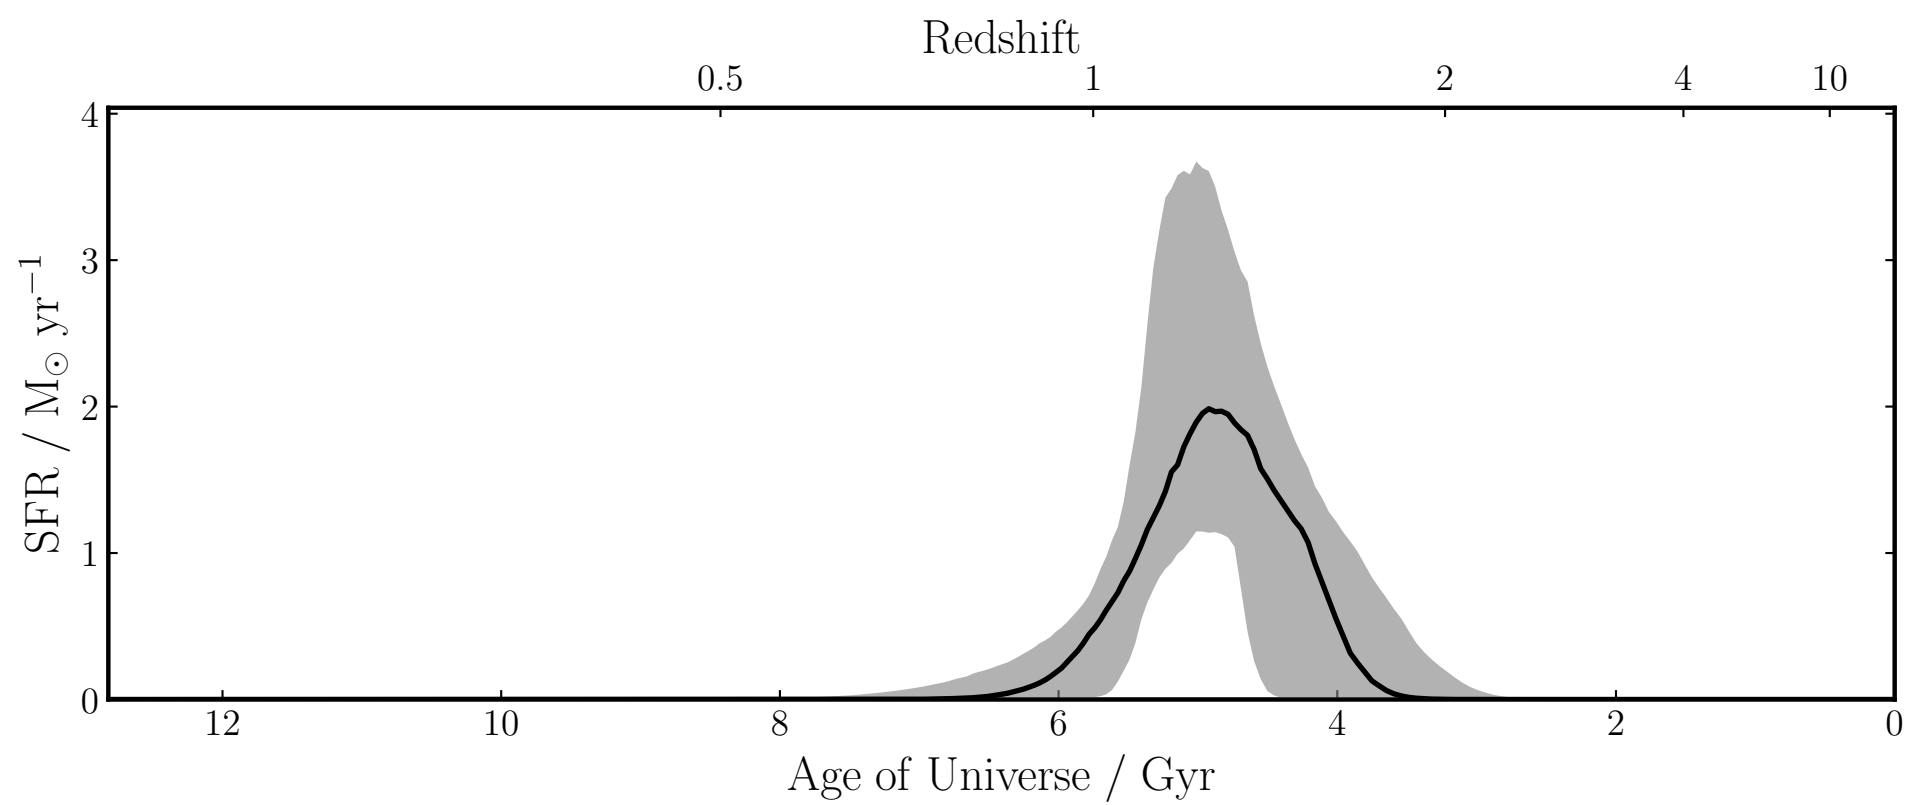 Redshift
0.5 1 2 4 10
4
3
2
1
0
SFR / M⊙ yr⁻¹
12 10 8 6 4 2 0
Age of Universe / Gyr